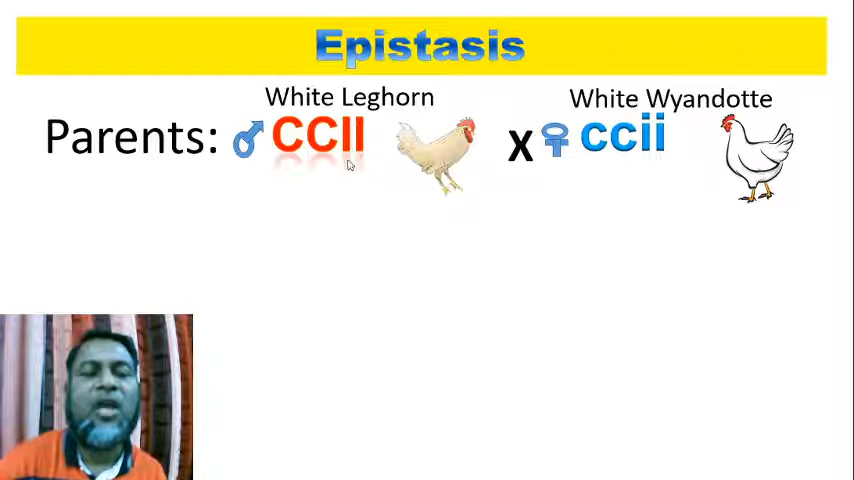 Epistasis
White Leghorn
White Wyandotte
Parents: ♂ CCII X ♀ ccii